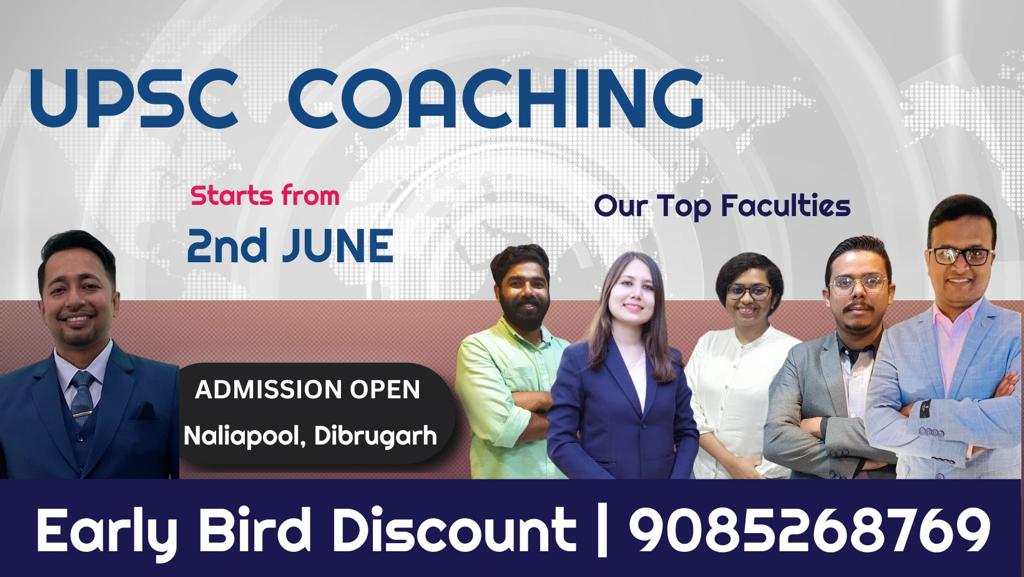 UPSC COACHING
Starts from
2nd JUNE
Our Top Faculties
ADMISSION OPEN
Naliapool, Dibrugarh
Early Bird Discount | 9085268769